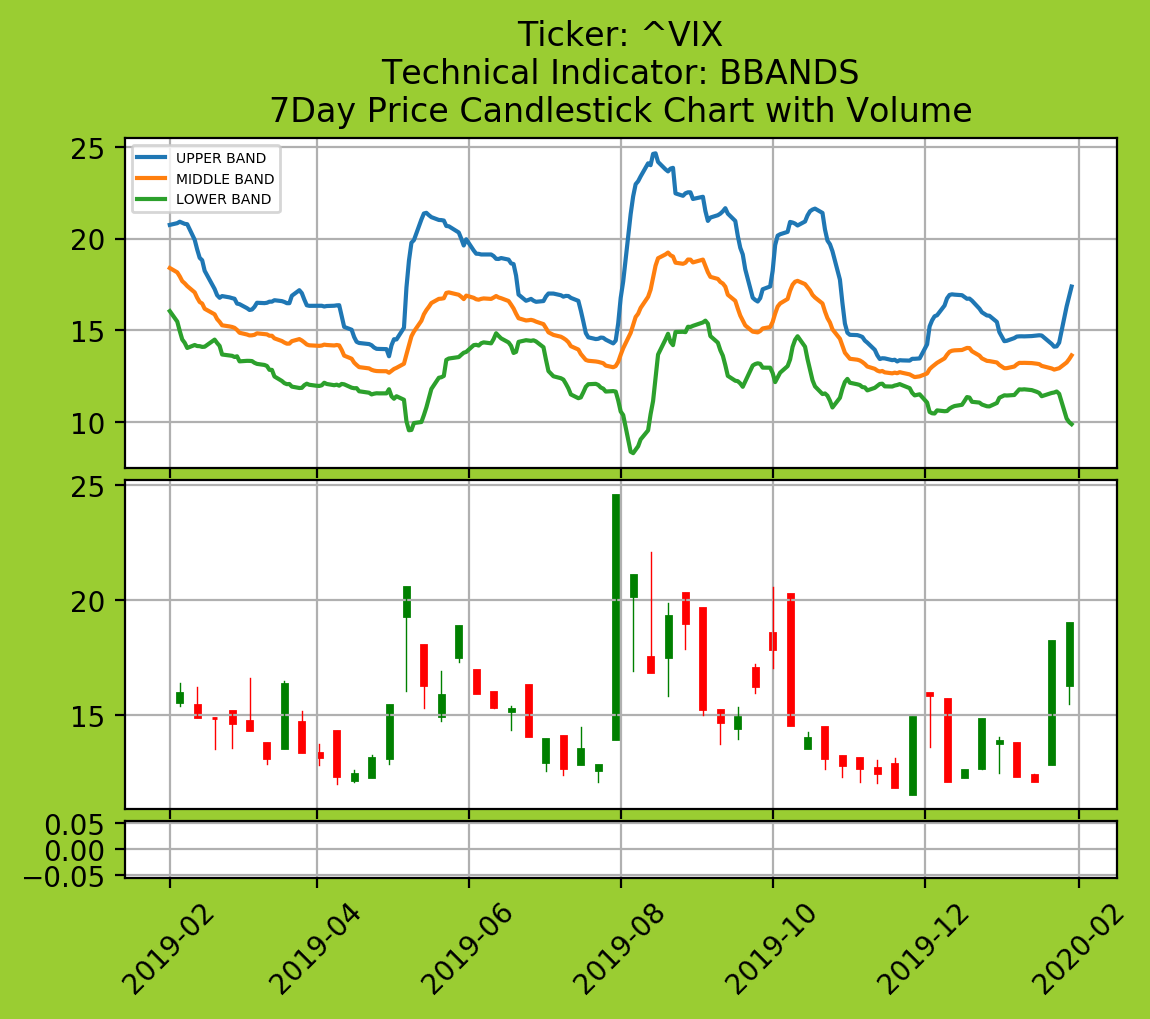 Ticker: ^VIX
Technical Indicator: BBANDS
7Day Price Candlestick Chart with Volume
25
20
15
10
UPPER BAND
MIDDLE BAND
LOWER BAND
25
20
15
0.05
0.00
−0.05
2019-02
2019-04
2019-06
2019-08
2019-10
2019-12
2020-02